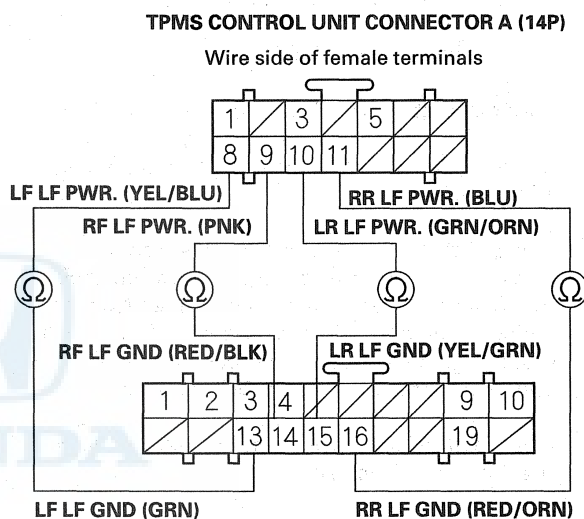 TPMS CONTROL UNIT CONNECTOR A (14P)
Wire side of female terminals
1 3 5
8 9 10 11
LF LF PWR. (YEL/BLU) RR LF PWR. (BLU)
RF LF PWR. (PNK) LR LF PWR. (GRN/ORN)
Ω Ω Ω Ω
RF LF GND (RED/BLK) LR LF GND (YEL/GRN)
1 2 3 4 9 10
13 14 15 16 19
LF LF GND (GRN) RR LF GND (RED/ORN)